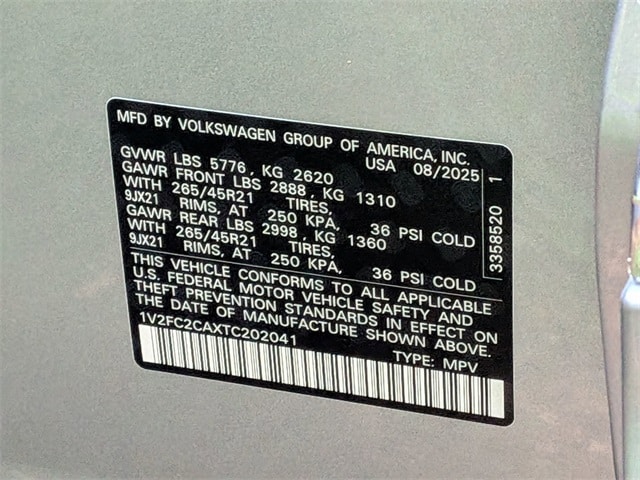 MFD BY VOLKSWAGEN GROUP OF AMERICA, INC.
USA 08/2025
GVWR LBS 5776, KG 2620
GAWR FRONT LBS 2888, KG 1310
WITH 265/45R21 TIRES,
9JX21 RIMS, AT 250 KPA, 36 PSI COLD
GAWR REAR LBS 2998, KG 1360
WITH 265/45R21 TIRES,
9JX21 RIMS, AT 250 KPA, 36 PSI COLD
THIS VEHICLE CONFORMS TO ALL APPLICABLE
U.S. FEDERAL MOTOR VEHICLE SAFETY AND
THEFT PREVENTION STANDARDS IN EFFECT ON
THE DATE OF MANUFACTURE SHOWN ABOVE.
1V2FC2CAXTC202041
TYPE: MPV
3358520 1